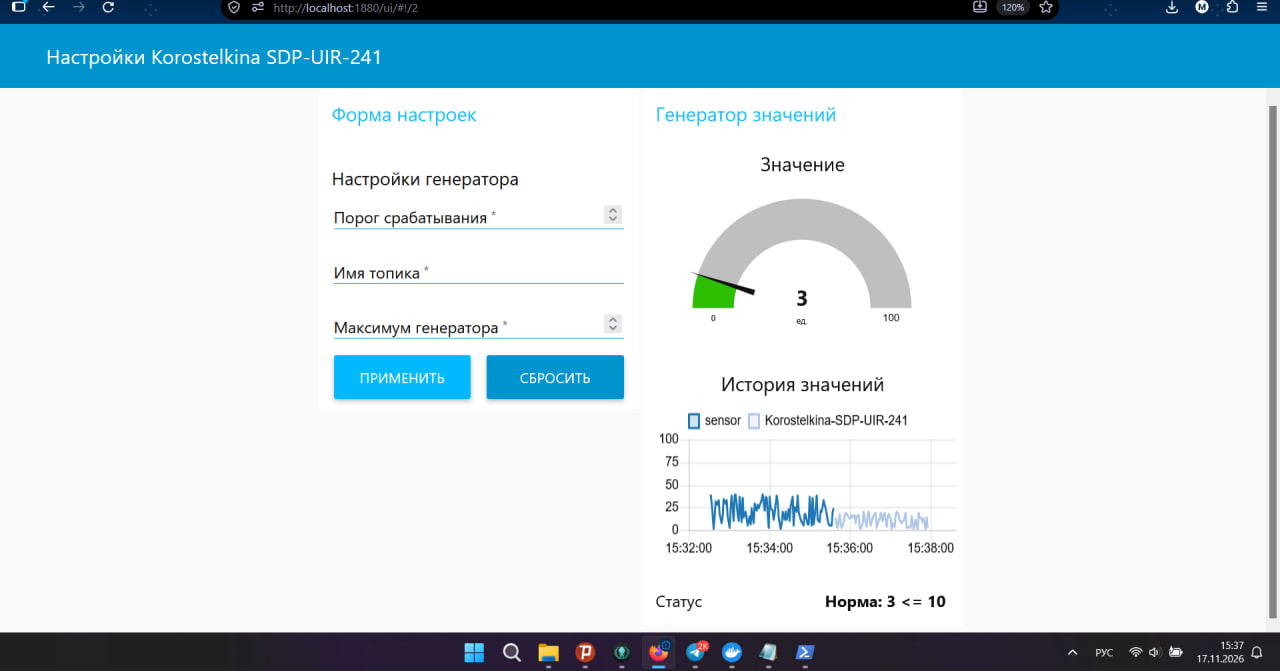 http://localhost:1880/ui/#!/2
120%
M
Настройки Korostelkina SDP-UIR-241
Форма настроек
Настройки генератора
Порог срабатывания *
Имя топика *
Максимум генератора *
ПРИМЕНИТЬ
СБРОСИТЬ
Генератор значений
Значение
3
ед.
0
100
История значений
sensor
Korostelkina-SDP-UIR-241
100
75
50
25
0
15:32:00
15:34:00
15:36:00
15:38:00
Статус
Норма: 3 <= 10
2K
РУС
15:37
17.11.2026